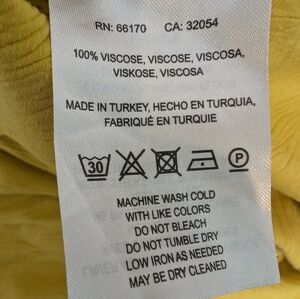 RN: 66170 CA: 32054
100% VISCOSE, VISCOSE, VISCOSA,
VISKOSE, VISCOSA
MADE IN TURKEY, HECHO EN TURQUIA,
FABRIQUÉ EN TURQUIE
30 P
MACHINE WASH COLD
WITH LIKE COLORS
DO NOT BLEACH
DO NOT TUMBLE DRY
LOW IRON AS NEEDED
MAY BE DRY CLEANED